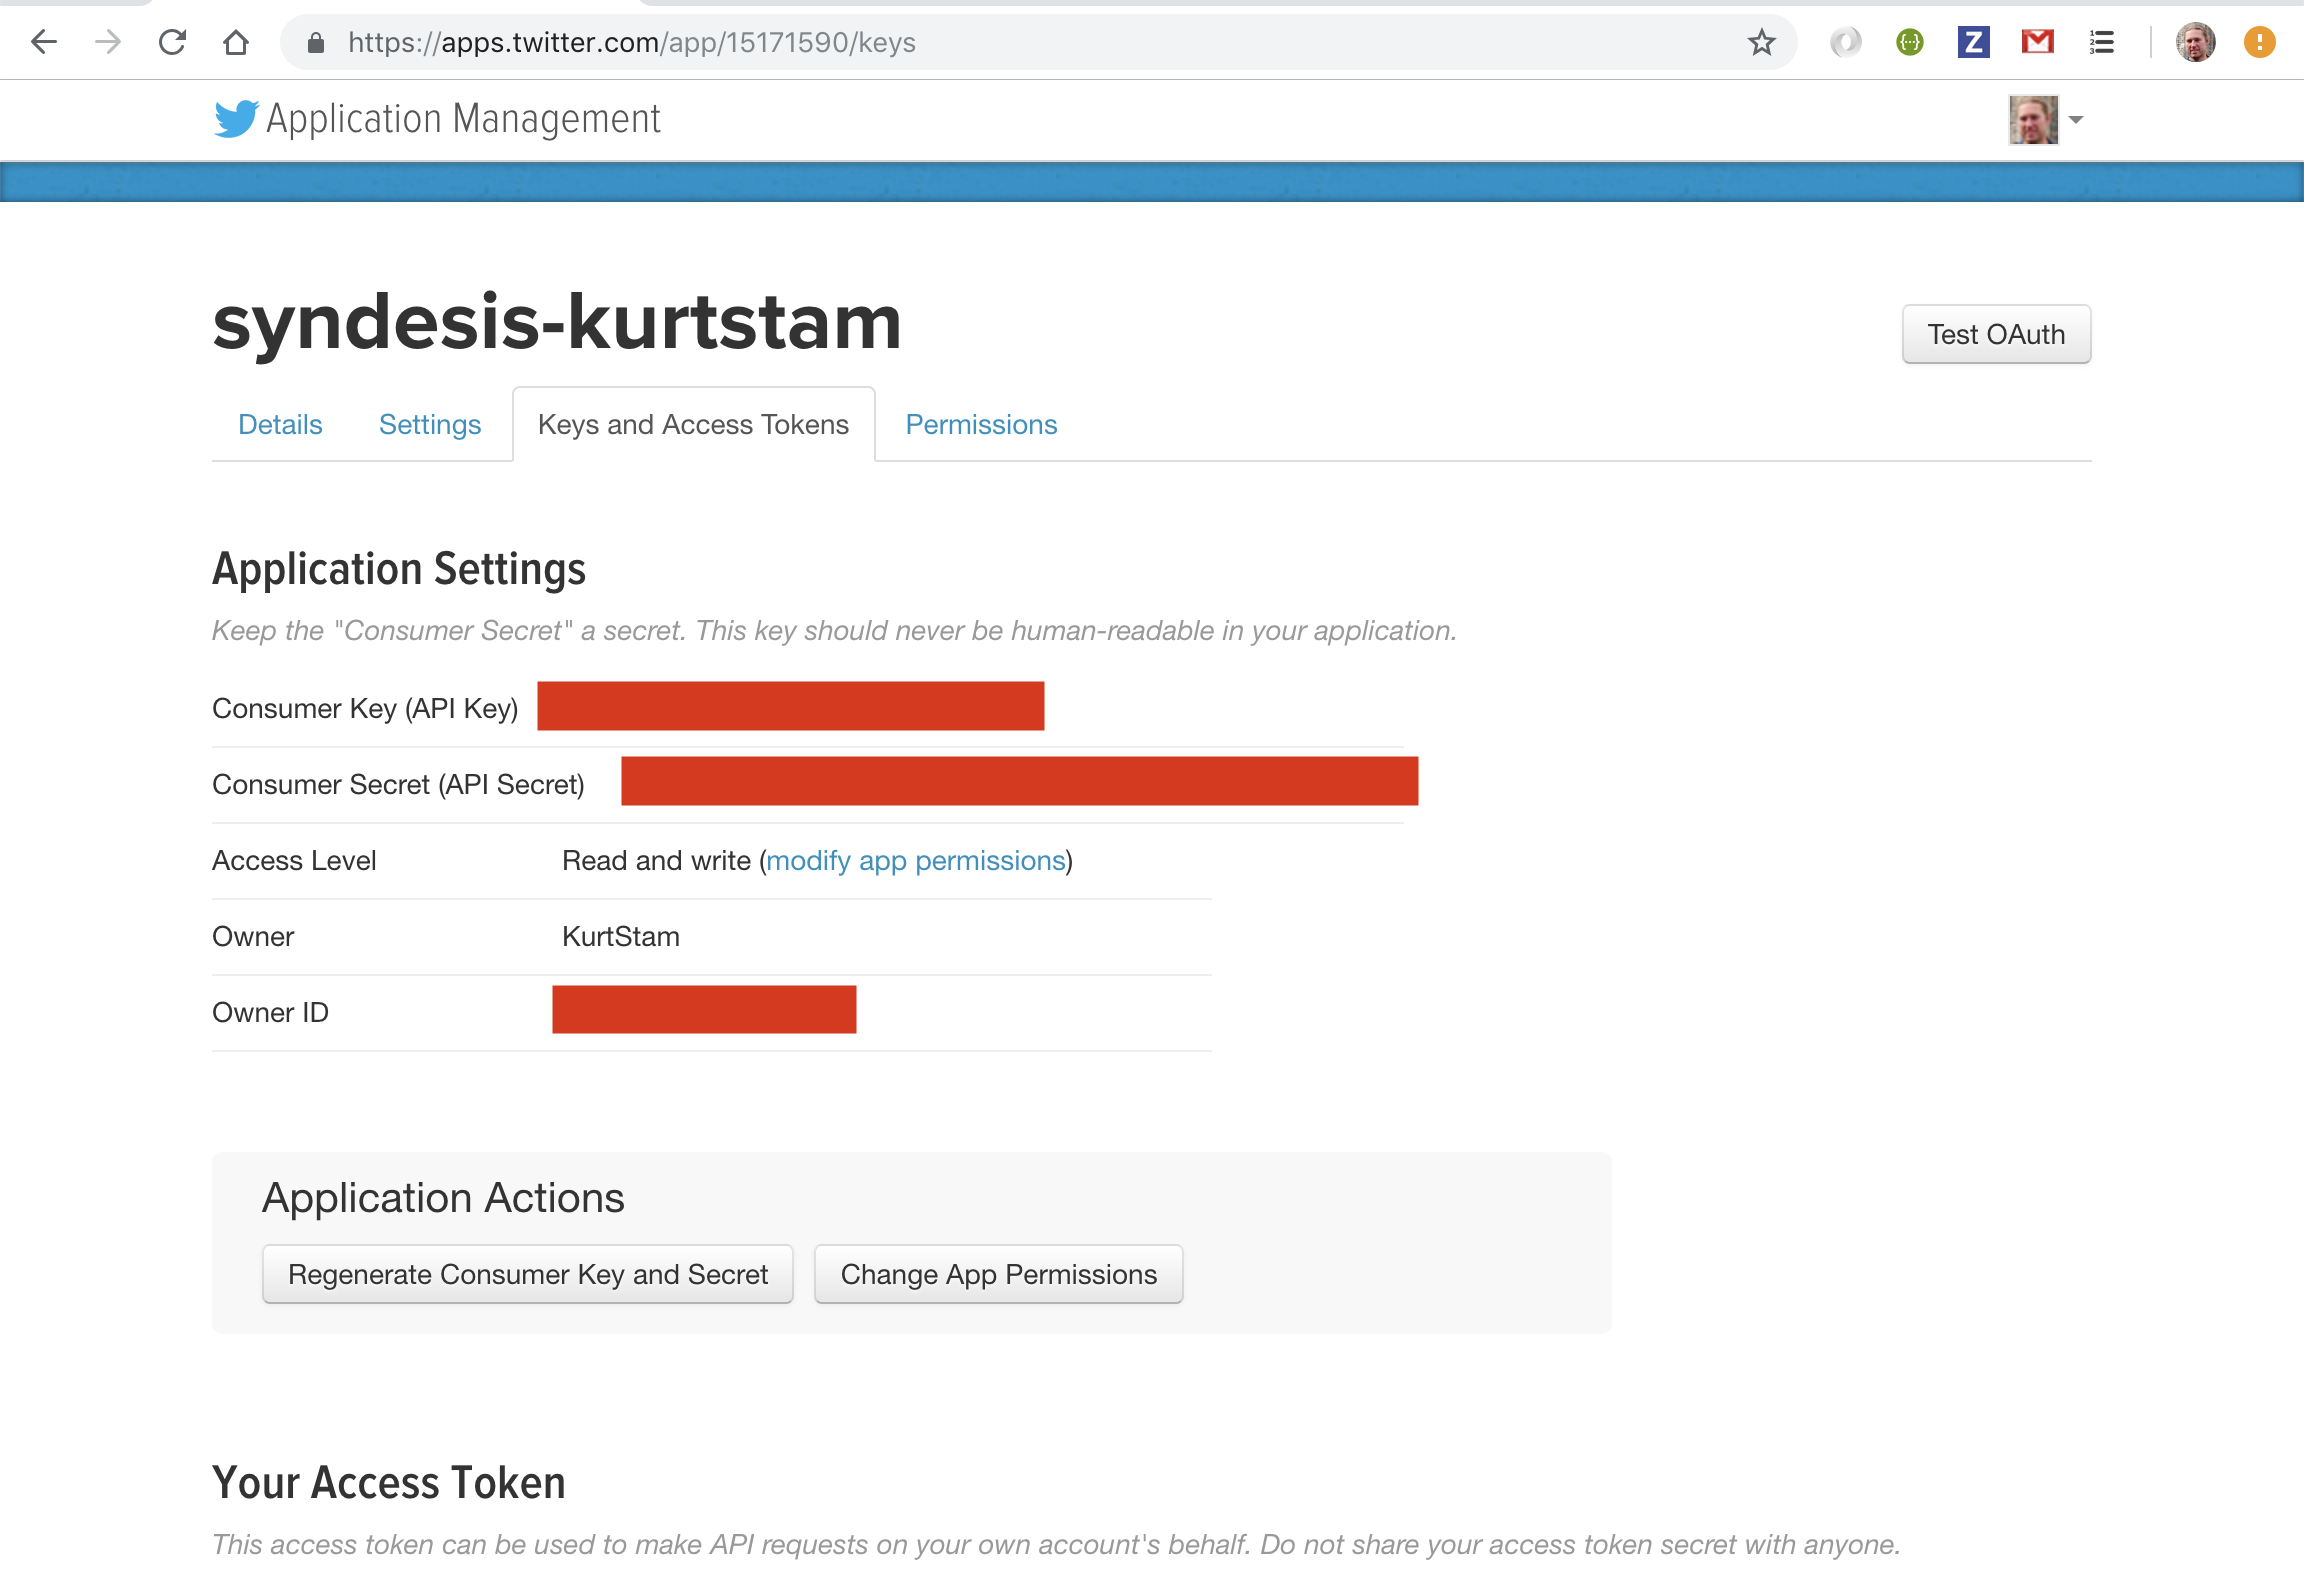 https://apps.twitter.com/app/15171590/keys
Application Management
syndesis-kurtstam
Test OAuth
Details Settings Keys and Access Tokens Permissions
Application Settings
Keep the "Consumer Secret" a secret. This key should never be human-readable in your application.
Consumer Key (API Key)
Consumer Secret (API Secret)
Access Level Read and write (modify app permissions)
Owner KurtStam
Owner ID
Application Actions
Regenerate Consumer Key and Secret Change App Permissions
Your Access Token
This access token can be used to make API requests on your own account's behalf. Do not share your access token secret with anyone.